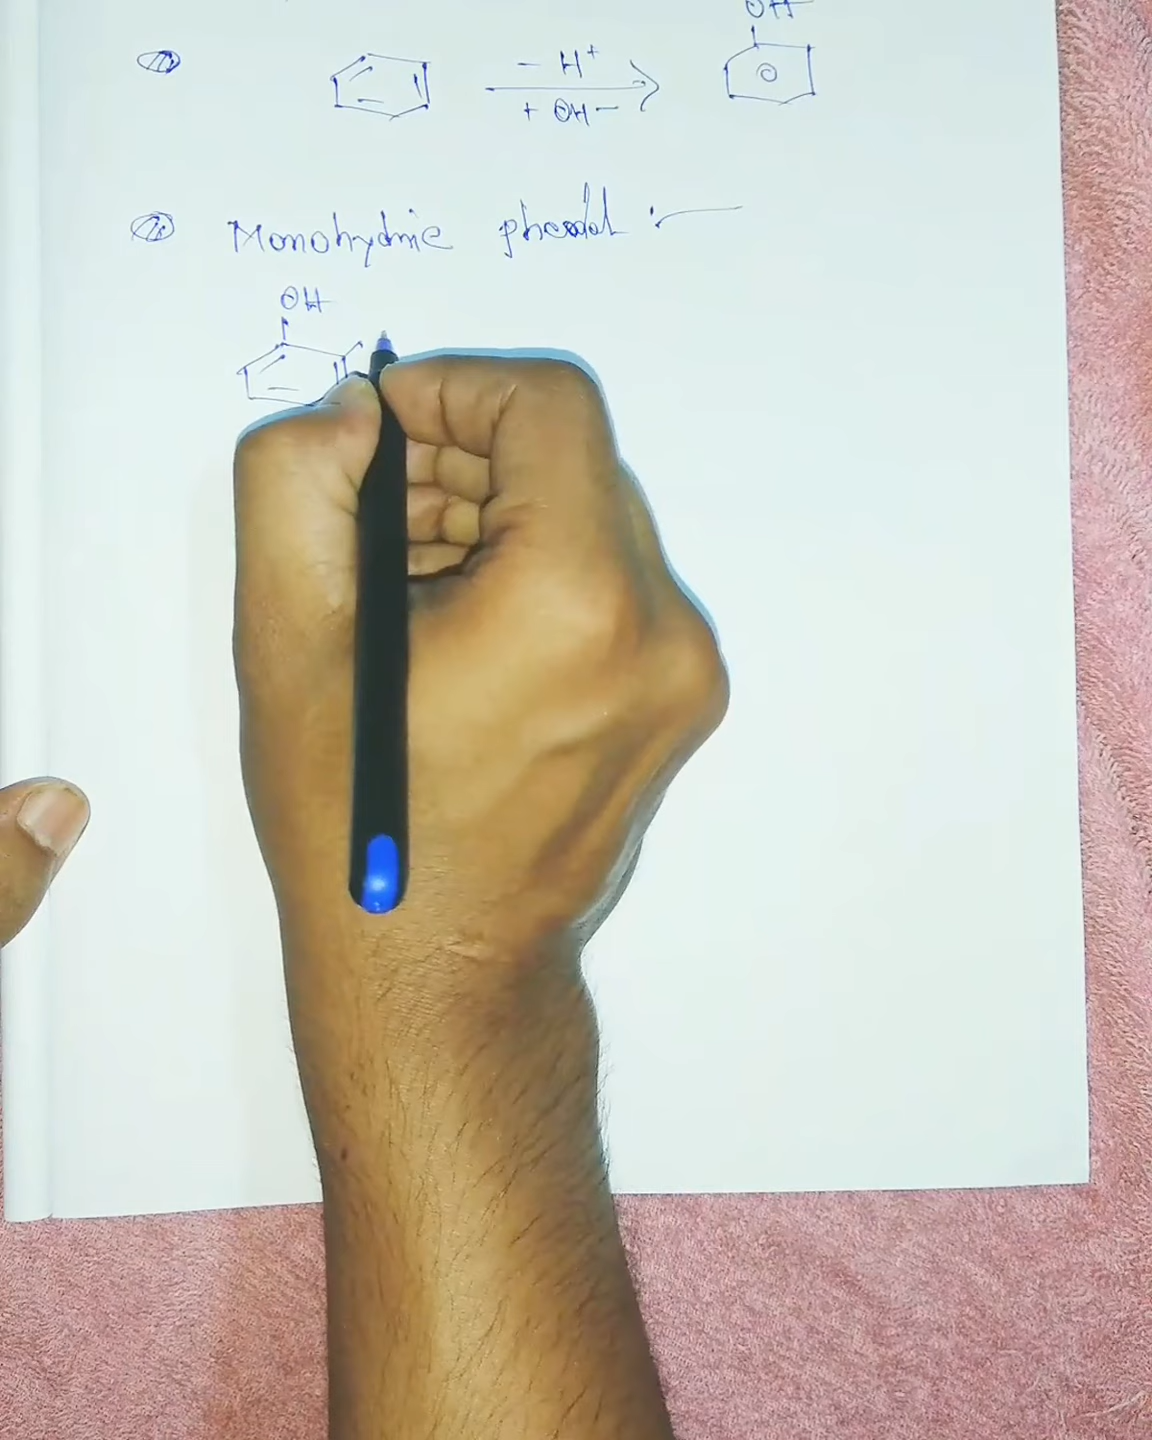 OH
- H+
+ OH-
Monohydric phenol :-
OH